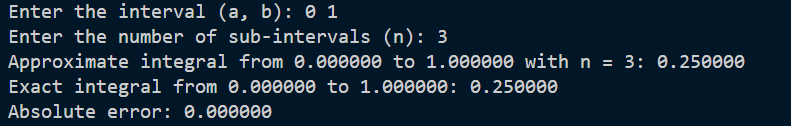 Enter the interval (a, b): 0 1
Enter the number of sub-intervals (n): 3
Approximate integral from 0.000000 to 1.000000 with n = 3: 0.250000
Exact integral from 0.000000 to 1.000000: 0.250000
Absolute error: 0.000000